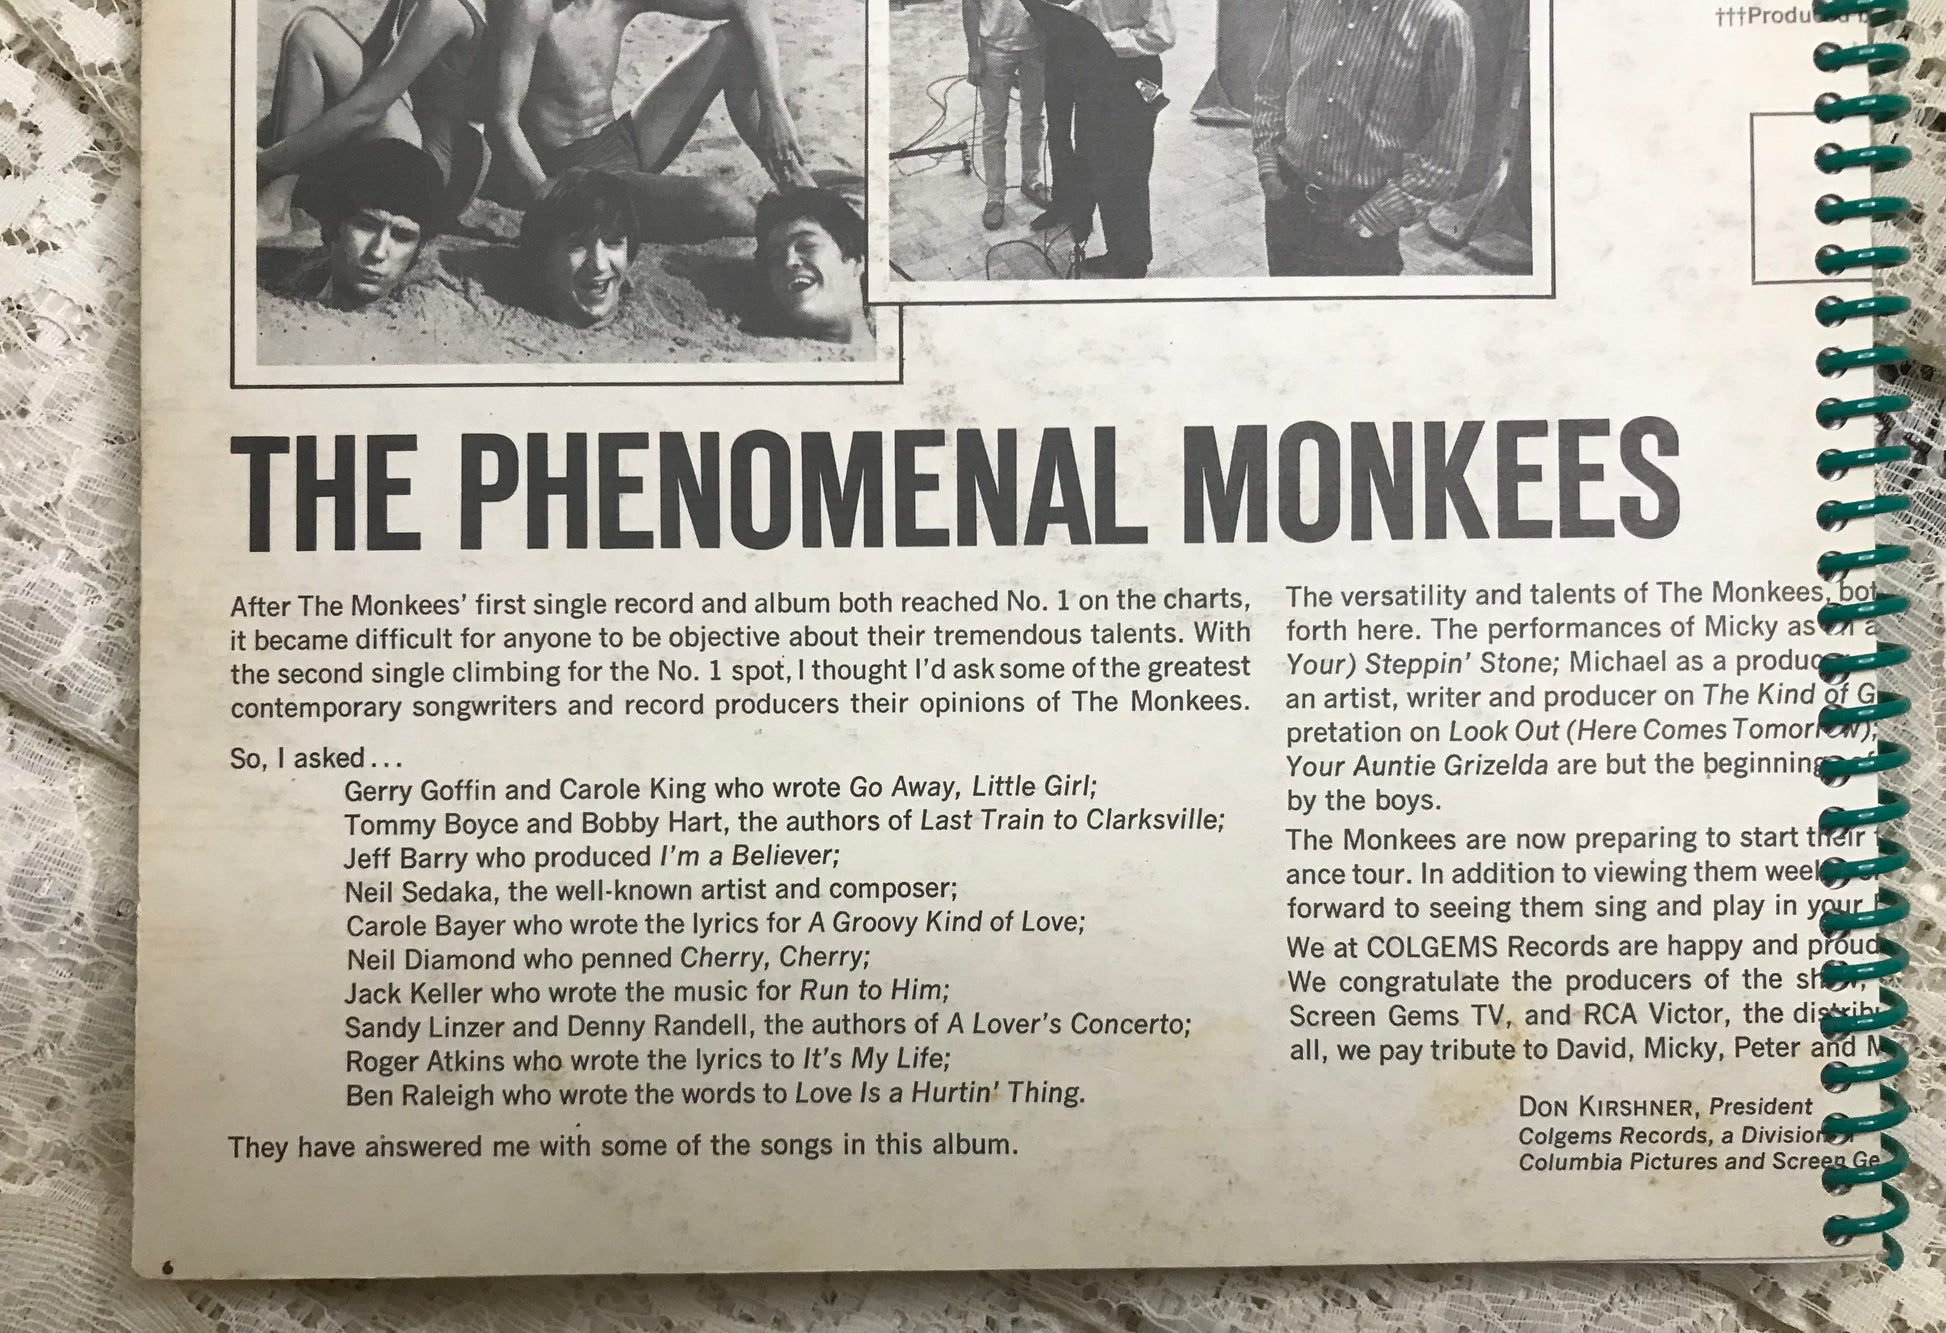 †††Produ
THE PHENOMENAL MONKEES
After The Monkees' first single record and album both reached No. 1 on the charts,
it became difficult for anyone to be objective about their tremendous talents. With
the second single climbing for the No. 1 spot, I thought I'd ask some of the greatest
contemporary songwriters and record producers their opinions of The Monkees.
So, I asked...
Gerry Goffin and Carole King who wrote Go Away, Little Girl;
Tommy Boyce and Bobby Hart, the authors of Last Train to Clarksville;
Jeff Barry who produced I'm a Believer;
Neil Sedaka, the well-known artist and composer;
Carole Bayer who wrote the lyrics for A Groovy Kind of Love;
Neil Diamond who penned Cherry, Cherry;
Jack Keller who wrote the music for Run to Him;
Sandy Linzer and Denny Randell, the authors of A Lover's Concerto;
Roger Atkins who wrote the lyrics to It's My Life;
Ben Raleigh who wrote the words to Love Is a Hurtin' Thing.
They have answered me with some of the songs in this album.
The versatility and talents of The Monkees, bot
forth here. The performances of Micky as
Your) Steppin' Stone; Michael as a produc
an artist, writer and producer on The Kind of G
pretation on Look Out (Here Comes Tomorrow);
Your Auntie Grizelda are but the beginning
by the boys.
The Monkees are now preparing to start their
ance tour. In addition to viewing them week
forward to seeing them sing and play in your
We at COLGEMS Records are happy and proud
We congratulate the producers of the sh
Screen Gems TV, and RCA Victor, the distrib
all, we pay tribute to David, Micky, Peter and M
DON KIRSHNER, President
Colgems Records, a Division
Columbia Pictures and Screen Ge